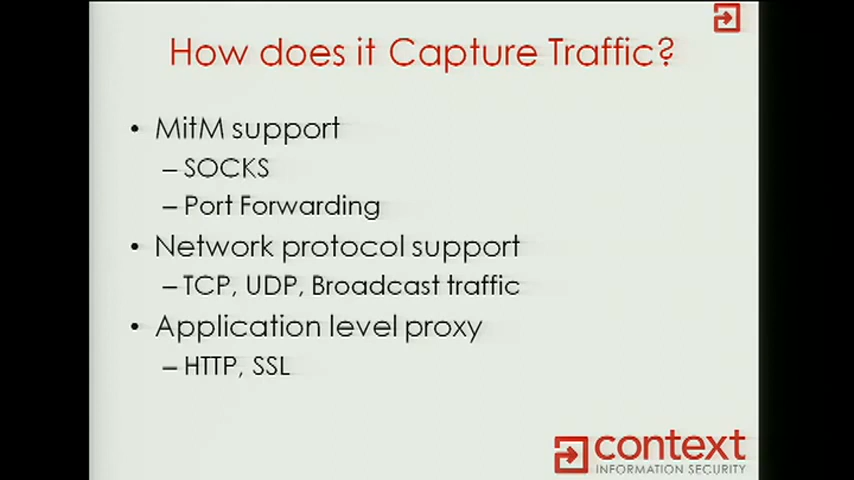 How does it Capture Traffic?
• MitM support
– SOCKS
– Port Forwarding
• Network protocol support
– TCP, UDP, Broadcast traffic
• Application level proxy
– HTTP, SSL
context
INFORMATION SECURITY